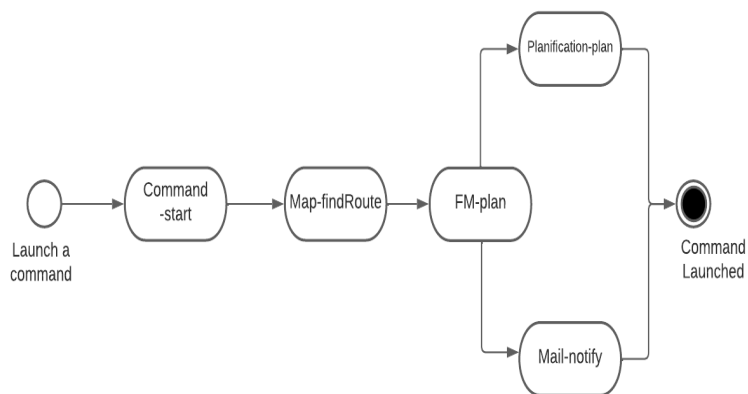 Planification-plan
Command
-start
Map-findRoute
FM-plan
Launch a
command
Command
Launched
Mail-notify